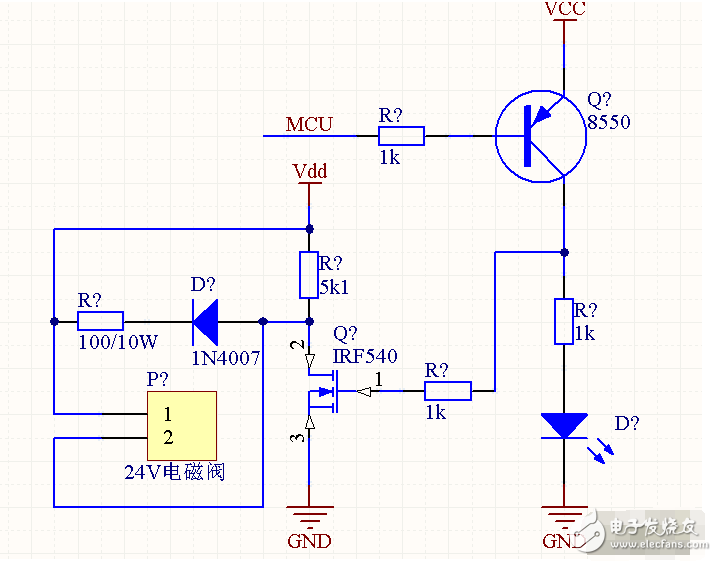 VCC
Q?
8550
MCU
R?
1k
Vdd
R?
5k1
D?
1N4007
R?
100/10W
Q?
IRF540
2
1
3
R?
1k
R?
1k
D?
P?
1
2
24V电磁阀
GND
GND
电子发烧友
www.elecfans.com